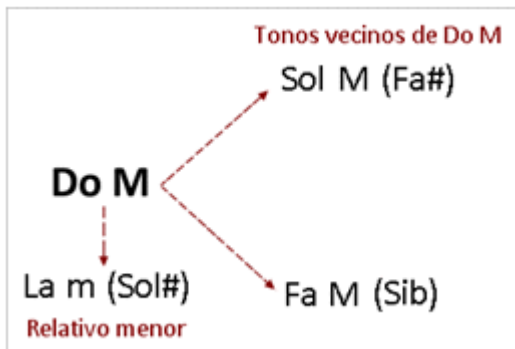 Tonos vecinos de Do M
Sol M (Fa#)
Do M
La m (Sol#)
Fa M (Sib)
Relativo menor